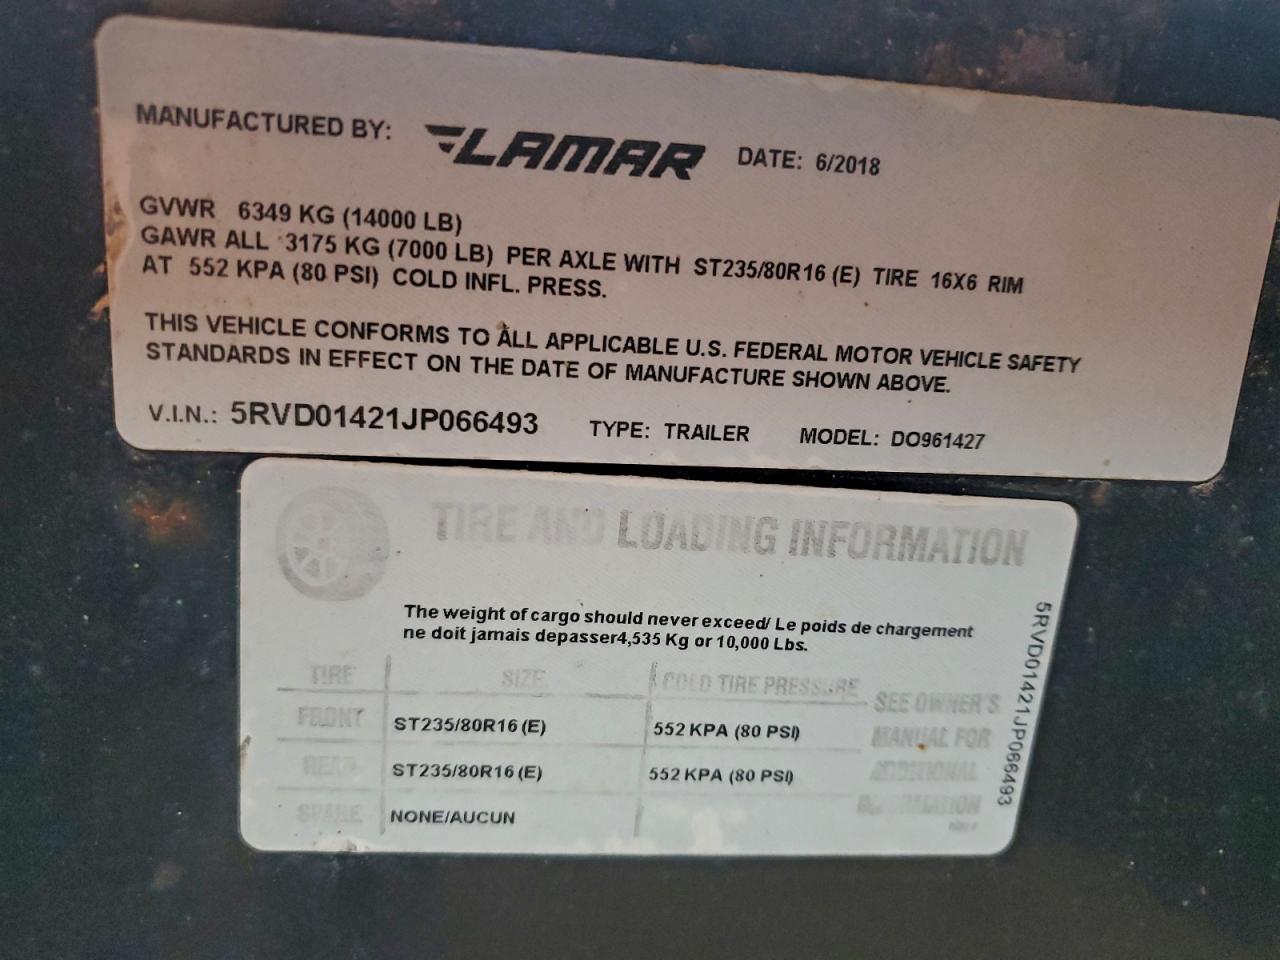 MANUFACTURED BY: LAMAR DATE: 6/2018
GVWR 6349 KG (14000 LB)
GAWR ALL 3175 KG (7000 LB) PER AXLE WITH ST235/80R16 (E) TIRE 16X6 RIM
AT 552 KPA (80 PSI) COLD INFL. PRESS.
THIS VEHICLE CONFORMS TO ALL APPLICABLE U.S. FEDERAL MOTOR VEHICLE SAFETY
STANDARDS IN EFFECT ON THE DATE OF MANUFACTURE SHOWN ABOVE.
V.I.N.: 5RVD01421JP066493 TYPE: TRAILER MODEL: DO961427
TIRE AND LOADING INFORMATION
The weight of cargo should never exceed/ Le poids de chargement
ne doit jamais depasser4,535 Kg or 10,000 Lbs.
TIRE SIZE COLD TIRE PRESSURE
FRONT ST235/80R16 (E) 552 KPA (80 PSI)
REAR ST235/80R16 (E) 552 KPA (80 PSI)
SPARE NONE/AUCUN
SEE OWNER'S
MANUAL FOR
ADDITIONAL
INFORMATION
5RVD01421JP066493